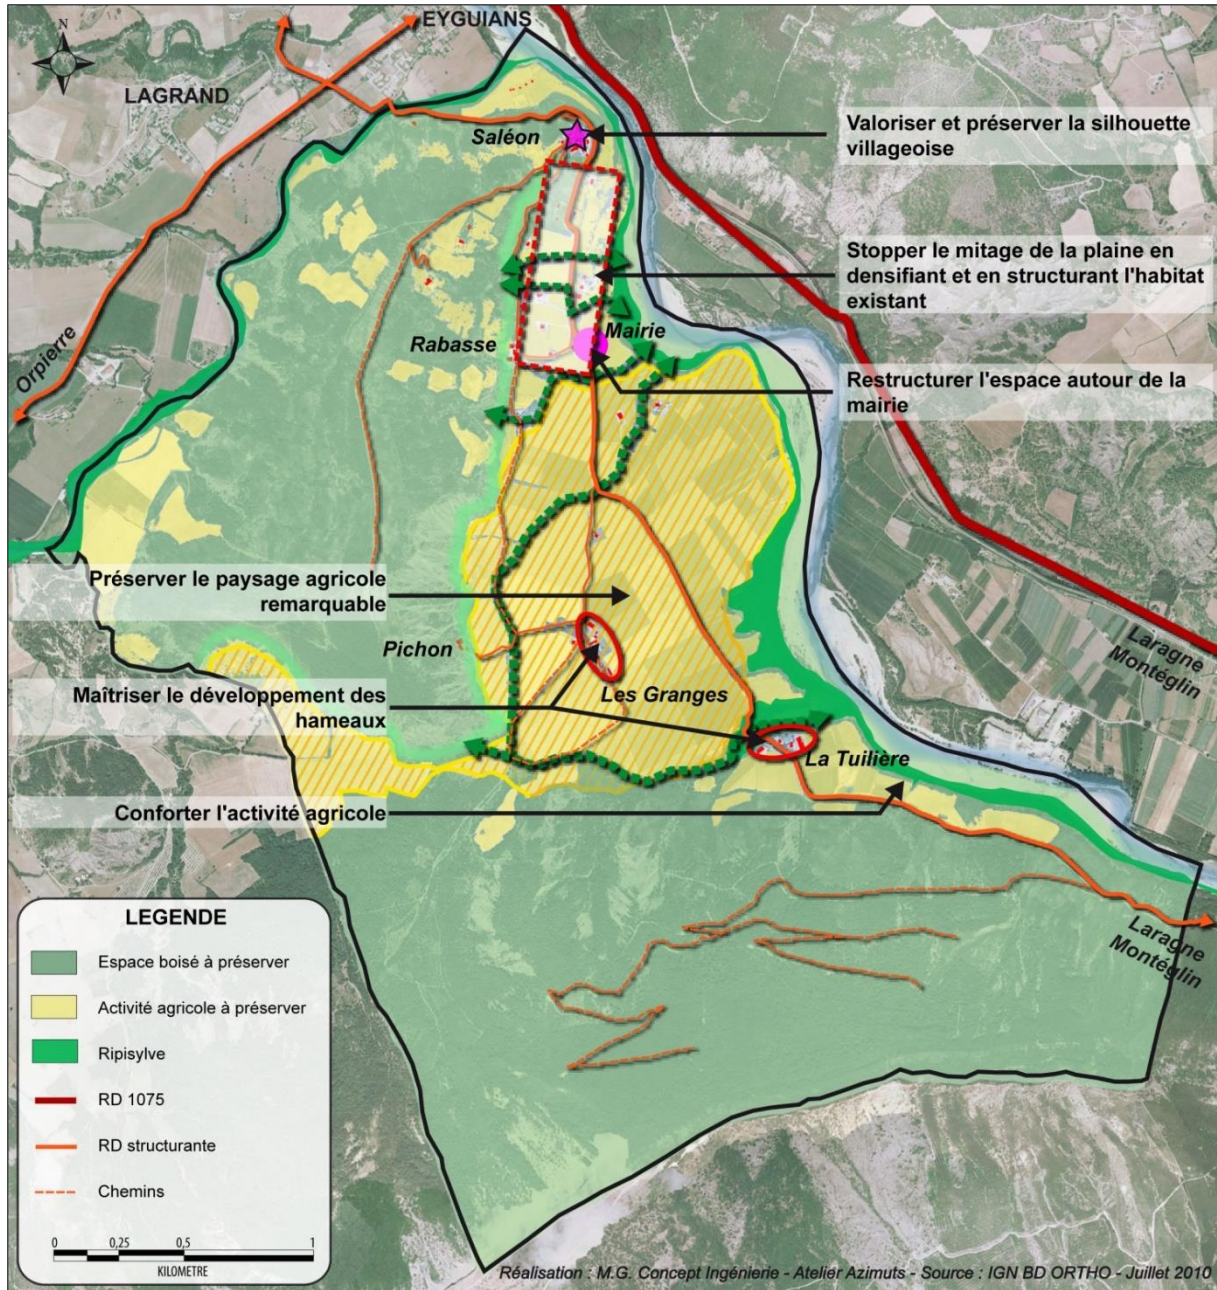 EYGUIANS
N
LAGRAND
Saléon
Valoriser et préserver la silhouette
villageoise
Stopper le mitage de la plaine en
densifiant et en structurant l'habitat
existant
Mairie
Rabasse
Orpierre
Restructurer l'espace autour de la
mairie
Préserver le paysage agricole
remarquable
Pichon
Laragne
Montéglin
Maîtriser le développement des
hameaux
Les Granges
La Tuilière
Conforter l'activité agricole
Laragne
Montéglin
LEGENDE
Espace boisé à préserver
Activité agricole à préserver
Ripisylve
RD 1075
RD structurante
Chemins
0 0,25 0,5 1
KILOMETRE
Réalisation : M.G. Concept Ingénierie - Atelier Azimuts - Source : IGN BD ORTHO - Juillet 2010